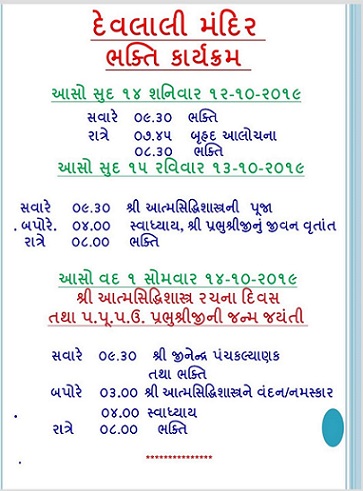 દેવલાલી મંદિર
ભક્તિ કાર્યક્રમ
આસો સુદ ૧૪ શનિવાર ૧૨-૧૦-૨૦૧૯
સવારે ૦૯.૩૦ ભક્તિ
રાત્રે ૦૭.૪૫ બૃહદ આલોચના
૦૮.૩૦ ભક્તિ
આસો સુદ ૧૫ રવિવાર ૧૩-૧૦-૨૦૧૯
સવારે ૦૯.૩૦ શ્રી આત્મસિદ્ધિશાસ્ત્રની પૂજા
. બપોરે. ૦૪.૦૦ સ્વાધ્યાય, શ્રી પ્રભુશ્રીજીનું જીવન વૃતાંત
રાત્રે ૦૮.૦૦ ભક્તિ
આસો વદ ૧ સોમવાર ૧૪-૧૦-૨૦૧૯
શ્રી આત્મસિદ્ધિશાસ્ત્ર રચના દિવસ
તથા પ.પૂ.પ.ઉ. પ્રભુશ્રીજીની જન્મ જયંતી
સવારે ૦૯.૩૦ શ્રી જીનેન્દ્ર પંચકલ્યાણક
તથા ભક્તિ
બપોરે ૦૩.૦૦ શ્રી આત્મસિદ્ધિશાસ્ત્રને વંદન/નમસ્કાર
. ૦૪.૦૦ સ્વાધ્યાય
રાત્રે ૦૮.૦૦ ભક્તિ
. ***************